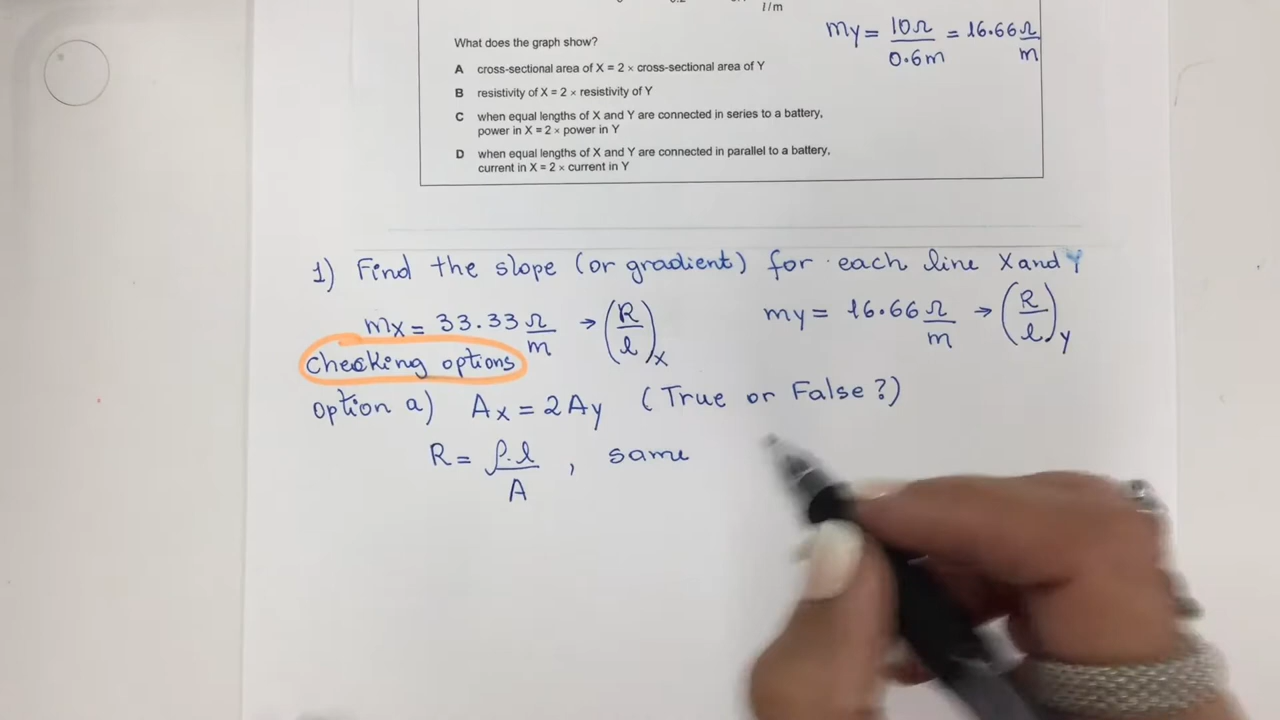 l/m
my = 10Ω/0.6m = 16.66Ω/m
What does the graph show?
A cross-sectional area of X = 2 × cross-sectional area of Y
B resistivity of X = 2 × resistivity of Y
C when equal lengths of X and Y are connected in series to a battery,
power in X = 2 × power in Y
D when equal lengths of X and Y are connected in parallel to a battery,
current in X = 2 × current in Y
1) Find the slope (or gradient) for each line X and Y
mx = 33.33Ω/m → (R/l)x my = 16.66Ω/m → (R/l)y
Checking options
option a) Ax = 2Ay (True or False?)
R = ρ.l/A , same